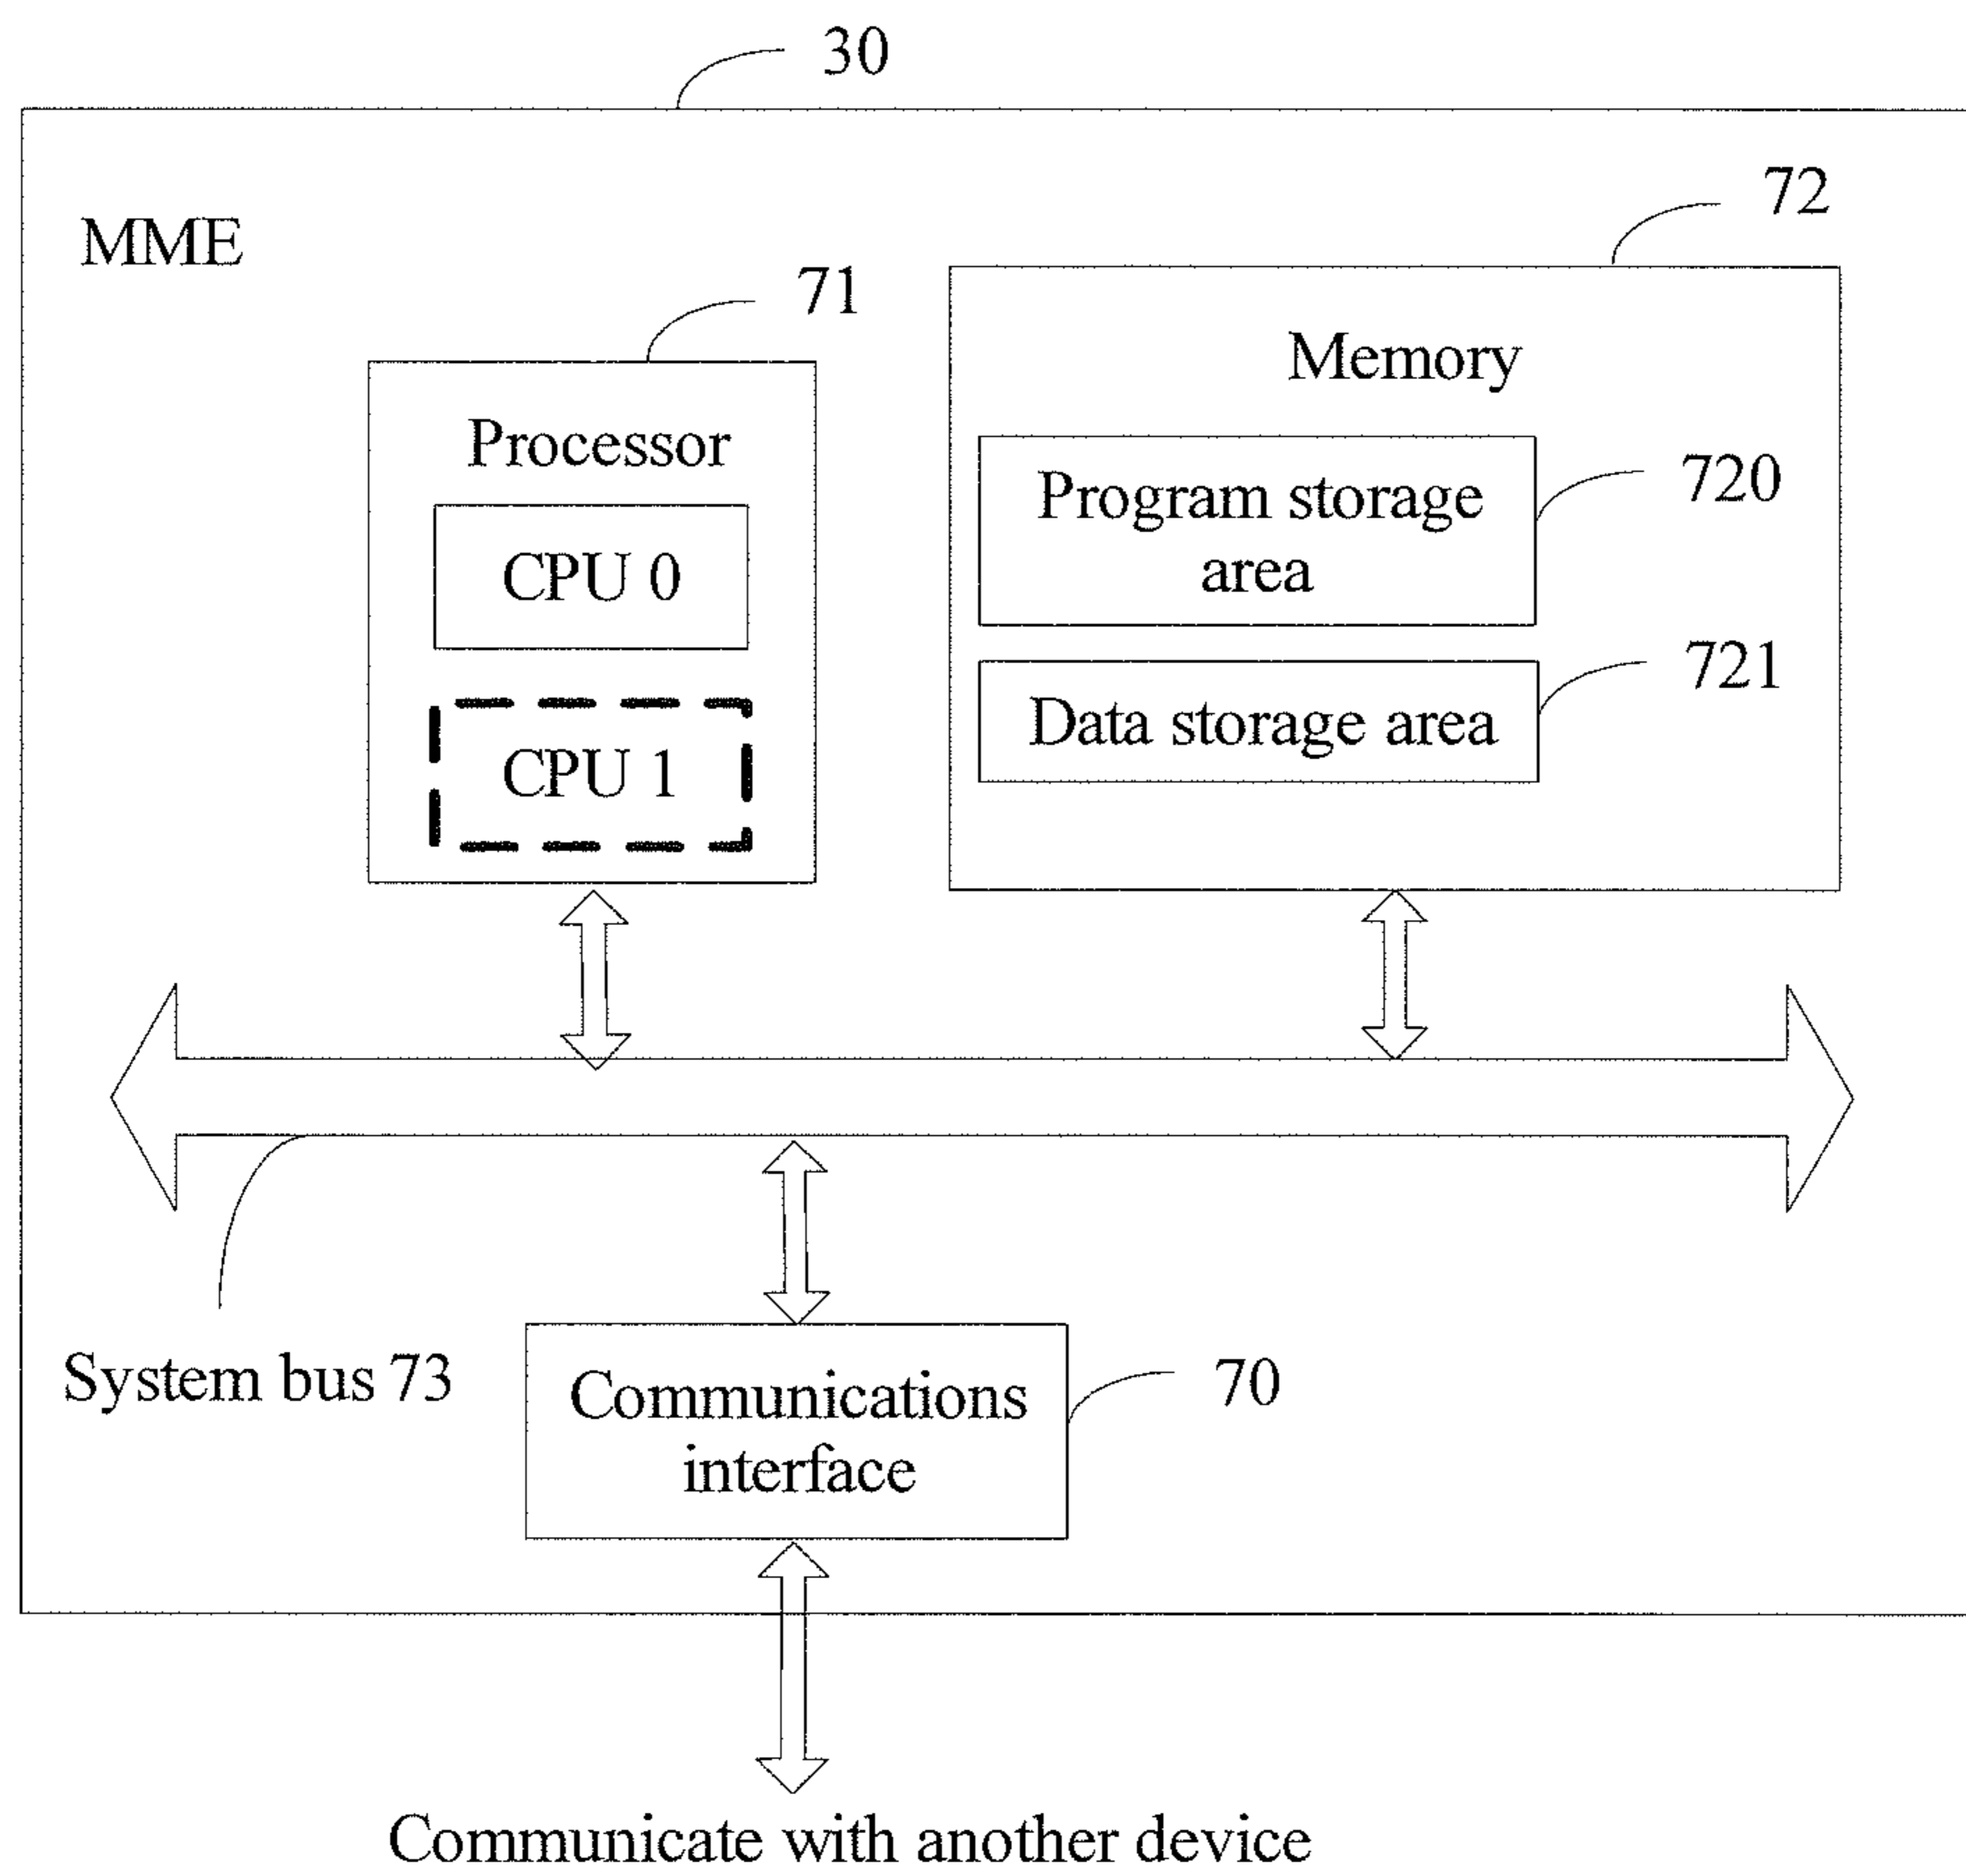 30
MME
72
71
Memory
Processor
Program storage
area
720
CPU 0
721
Data storage area
CPU 1
System bus 73
Communications
interface
70
Communicate with another device